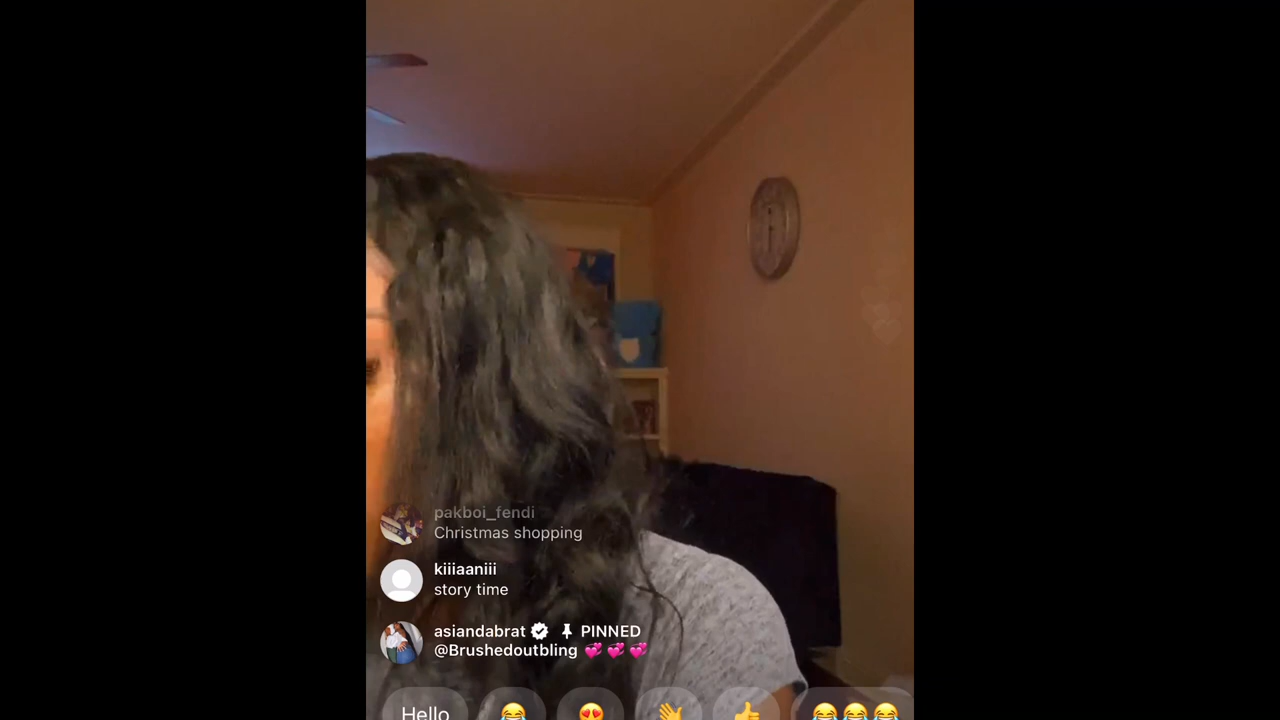 pakboi_fendi
Christmas shopping
kiiiaaniii
story time
asiandabrat PINNED
@Brushedoutbling 💞 💞 💞
Hello 😂 😍 👋 👍 😂😂😂